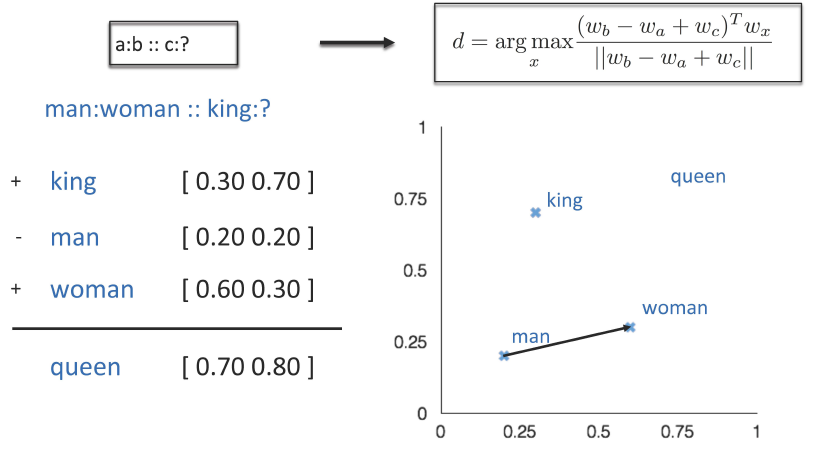 a:b :: c:?
d = arg max_x (w_b − w_a + w_c)^T w_x / ||w_b − w_a + w_c||
man:woman :: king:?
+ king [ 0.30 0.70 ]
- man [ 0.20 0.20 ]
+ woman [ 0.60 0.30 ]
queen [ 0.70 0.80 ]
1
0.75
0.5
0.25
0
queen
king
woman
man
0 0.25 0.5 0.75 1